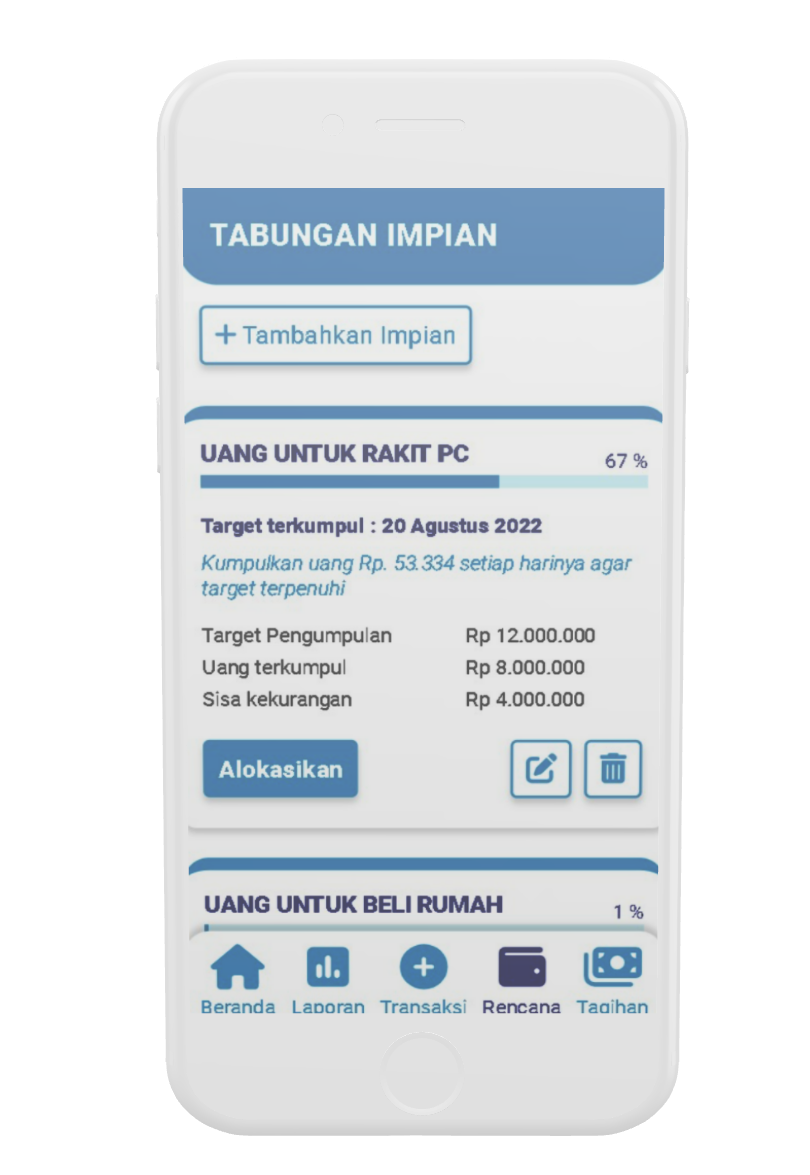 TABUNGAN IMPIAN
+ Tambahkan Impian
UANG UNTUK RAKIT PC
67 %
Target terkumpul : 20 Agustus 2022
Kumpulkan uang Rp. 53.334 setiap harinya agar
target terpenuhi
Target Pengumpulan Rp 12.000.000
Uang terkumpul Rp 8.000.000
Sisa kekurangan Rp 4.000.000
Alokasikan
UANG UNTUK BELI RUMAH
1 %
Beranda Laporan Transaksi Rencana Tagihan